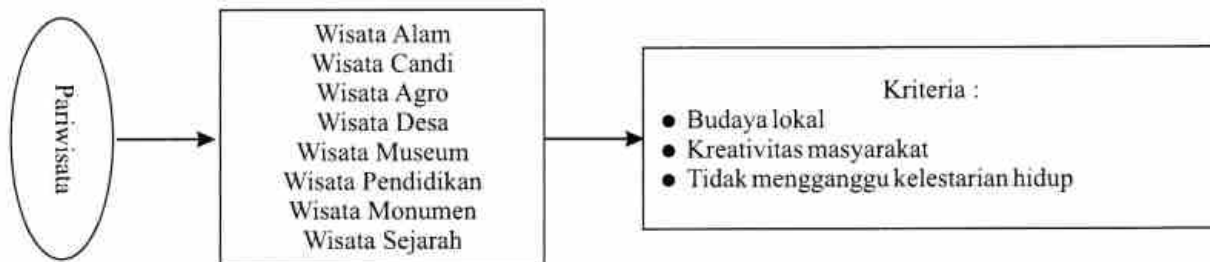 Pariwisata
Wisata Alam
Wisata Candi
Wisata Agro
Wisata Desa
Wisata Museum
Wisata Pendidikan
Wisata Monumen
Wisata Sejarah
Kriteria :
● Budaya lokal
● Kreativitas masyarakat
● Tidak mengganggu kelestarian hidup